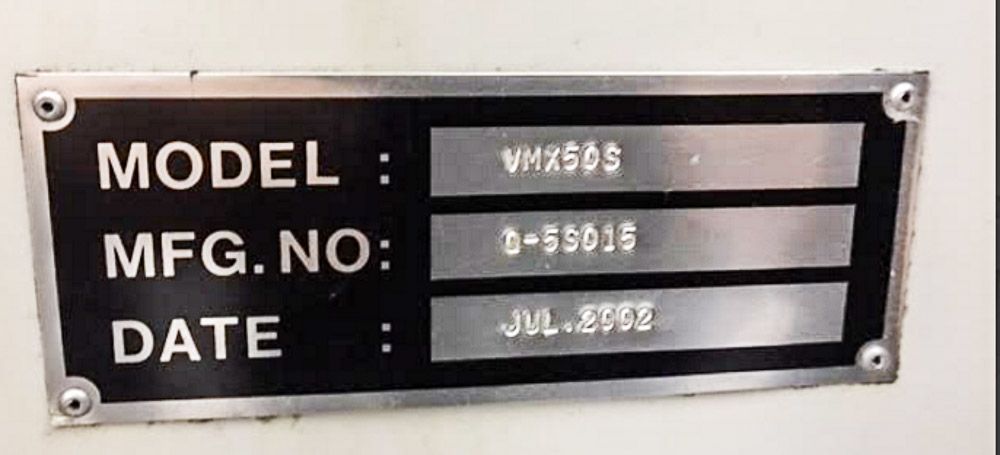 MODEL : VMX50S
MFG. NO: Q-5S015
DATE : JUL.2002